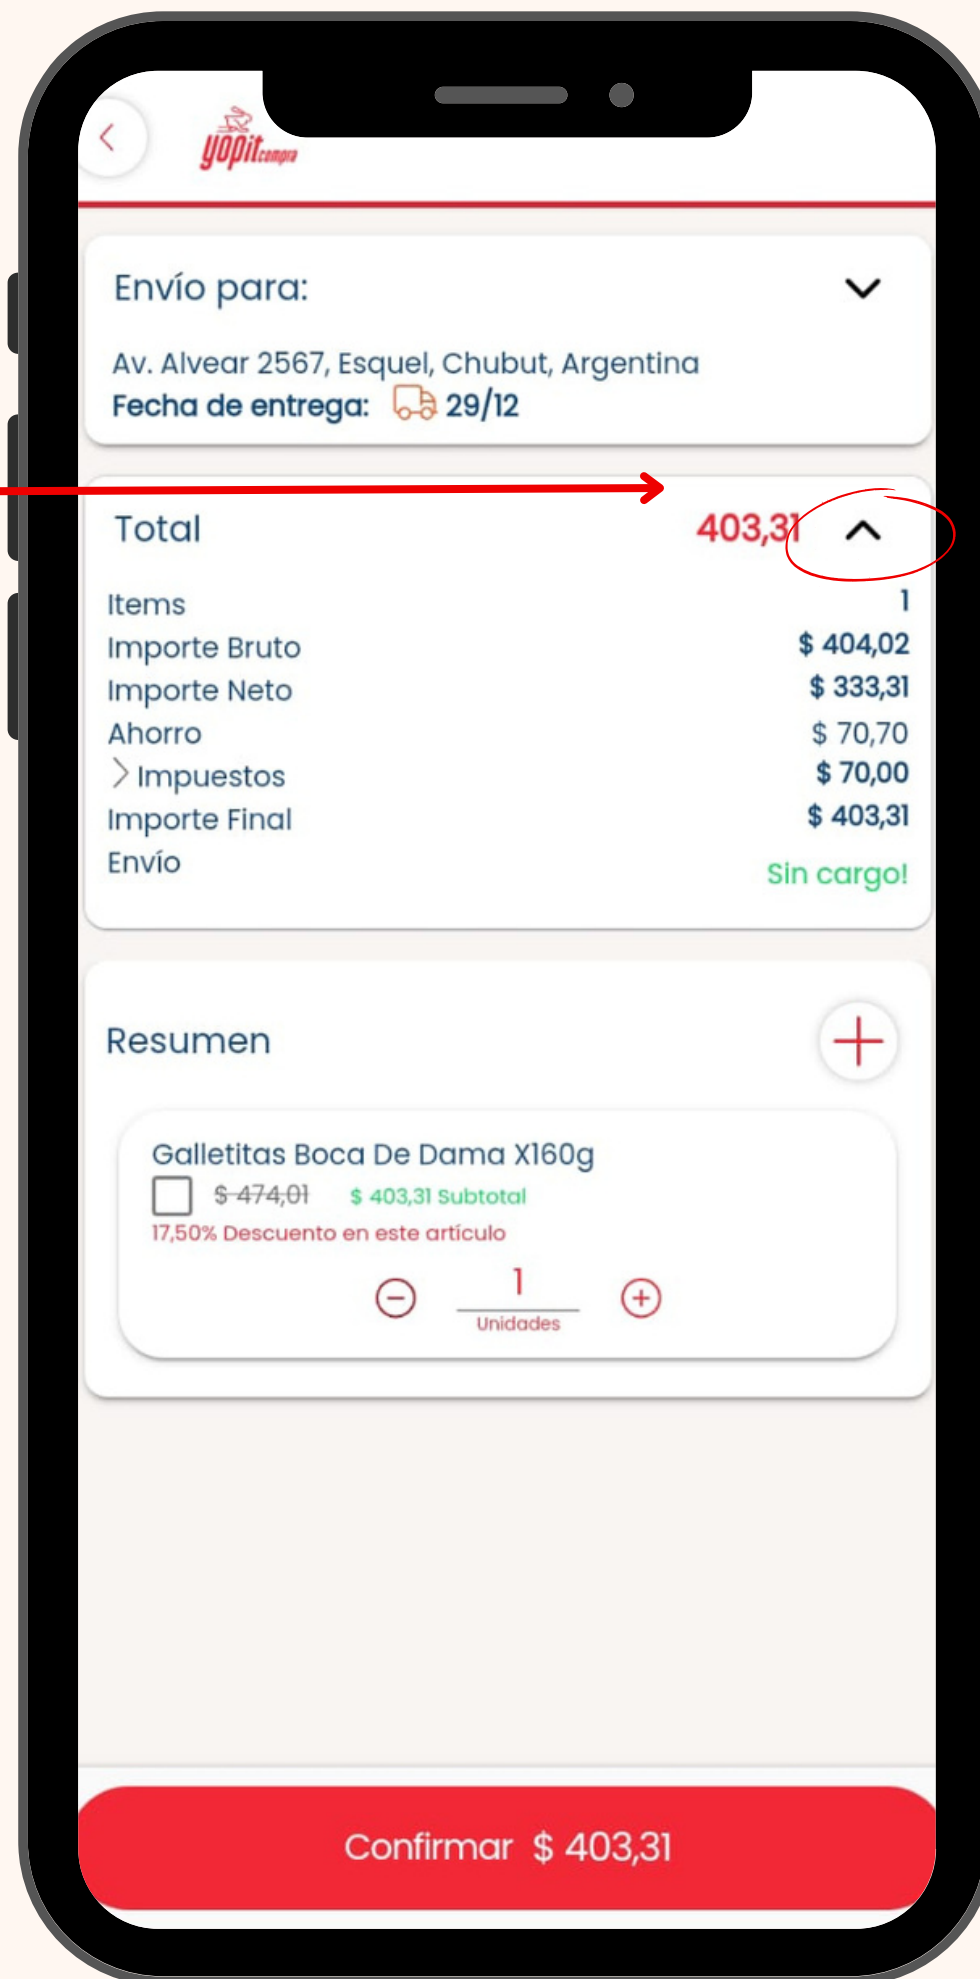 yopit compra
Envío para:
Av. Alvear 2567, Esquel, Chubut, Argentina
Fecha de entrega: 29/12
Total 403,31
Items 1
Importe Bruto $ 404,02
Importe Neto $ 333,31
Ahorro $ 70,70
Impuestos $ 70,00
Importe Final $ 403,31
Envío Sin cargo!
Resumen
Galletitas Boca De Dama X160g
$ 474,01 $ 403,31 Subtotal
17,50% Descuento en este artículo
1
Unidades
Confirmar $ 403,31